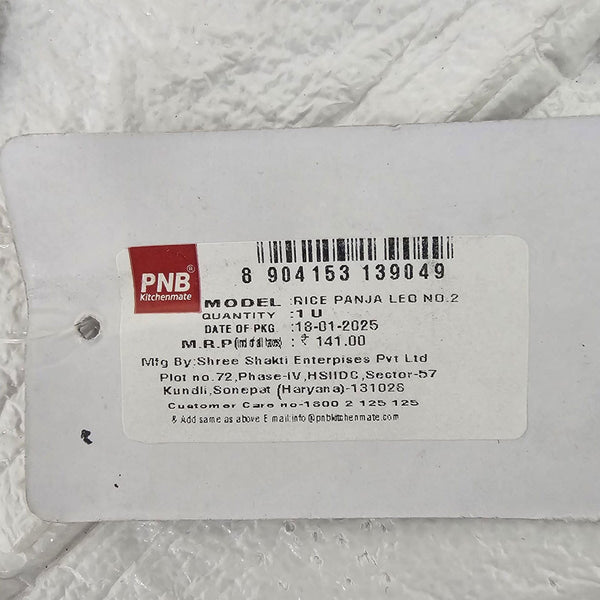 PNB®
Kitchenmate
8 904153 139049
MODEL :RICE PANJA LEO NO.2
QUANTITY :1 U
DATE OF PKG :18-01-2025
M.R.P(incl of all taxes) : ₹ 141.00
Mfg By:Shree Shakti Enterpises Pvt Ltd
Plot no.72,Phase-IV,HSIIDC,Sector-57
Kundli,Sonepat (Haryana)-131028
Customer Care no-1800 2 125 125
& Add same as above E mail:info@pnbkitchenmate.com